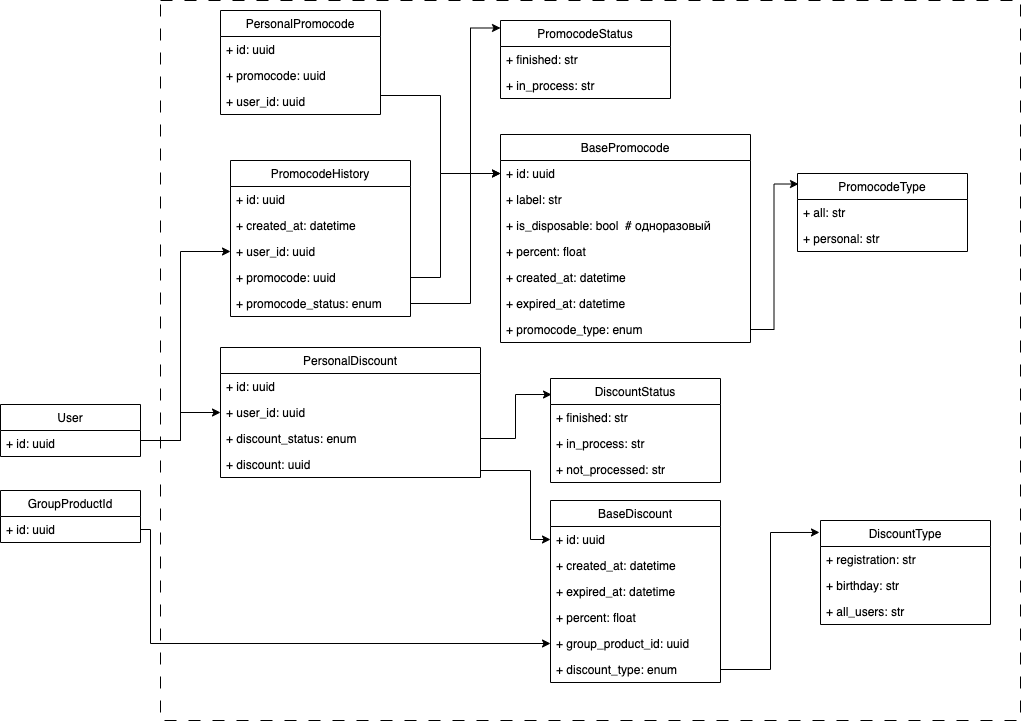 PersonalPromocode
+ id: uuid
+ promocode: uuid
+ user_id: uuid
PromocodeStatus
+ finished: str
+ in_process: str
PromocodeHistory
+ id: uuid
+ created_at: datetime
+ user_id: uuid
+ promocode: uuid
+ promocode_status: enum
BasePromocode
+ id: uuid
+ label: str
+ is_disposable: bool # одноразовый
+ percent: float
+ created_at: datetime
+ expired_at: datetime
+ promocode_type: enum
PromocodeType
+ all: str
+ personal: str
PersonalDiscount
+ id: uuid
+ user_id: uuid
+ discount_status: enum
+ discount: uuid
DiscountStatus
+ finished: str
+ in_process: str
+ not_processed: str
User
+ id: uuid
GroupProductId
+ id: uuid
BaseDiscount
+ id: uuid
+ created_at: datetime
+ expired_at: datetime
+ percent: float
+ group_product_id: uuid
+ discount_type: enum
DiscountType
+ registration: str
+ birthday: str
+ all_users: str